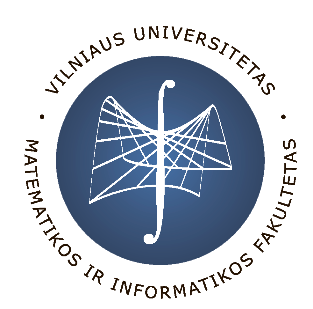 VILNIAUS UNIVERSITETAS
MATEMATIKOS IR INFORMATIKOS FAKULTETAS